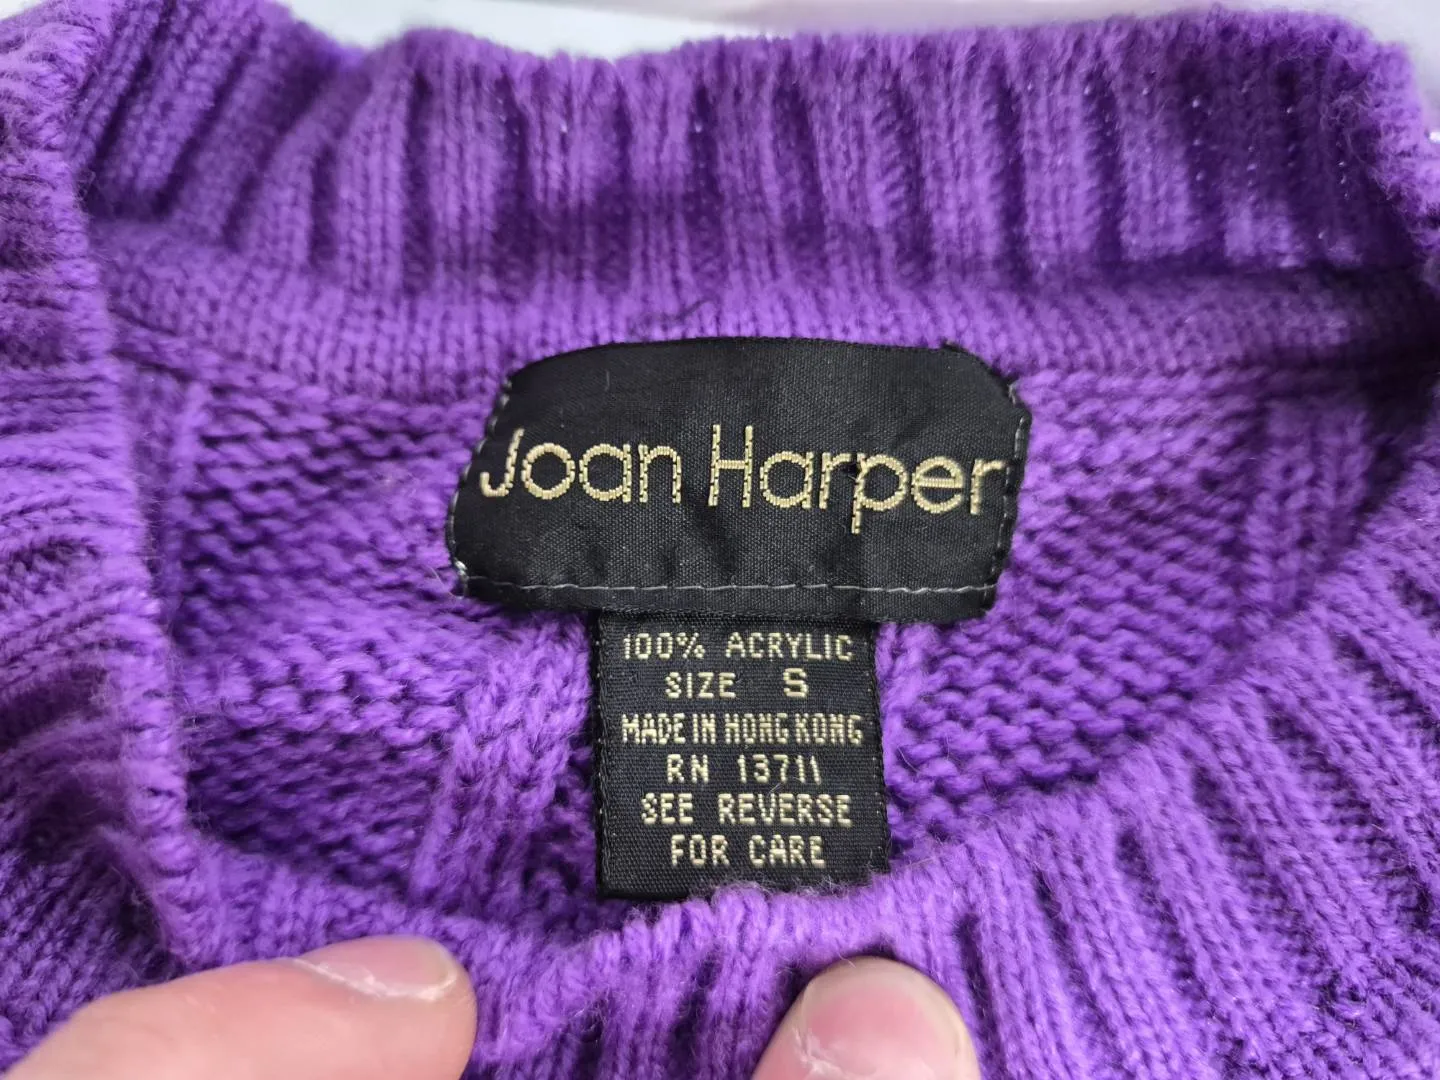 Joan Harper
100% ACRYLIC
SIZE S
MADE IN HONG KONG
RN 13711
SEE REVERSE
FOR CARE